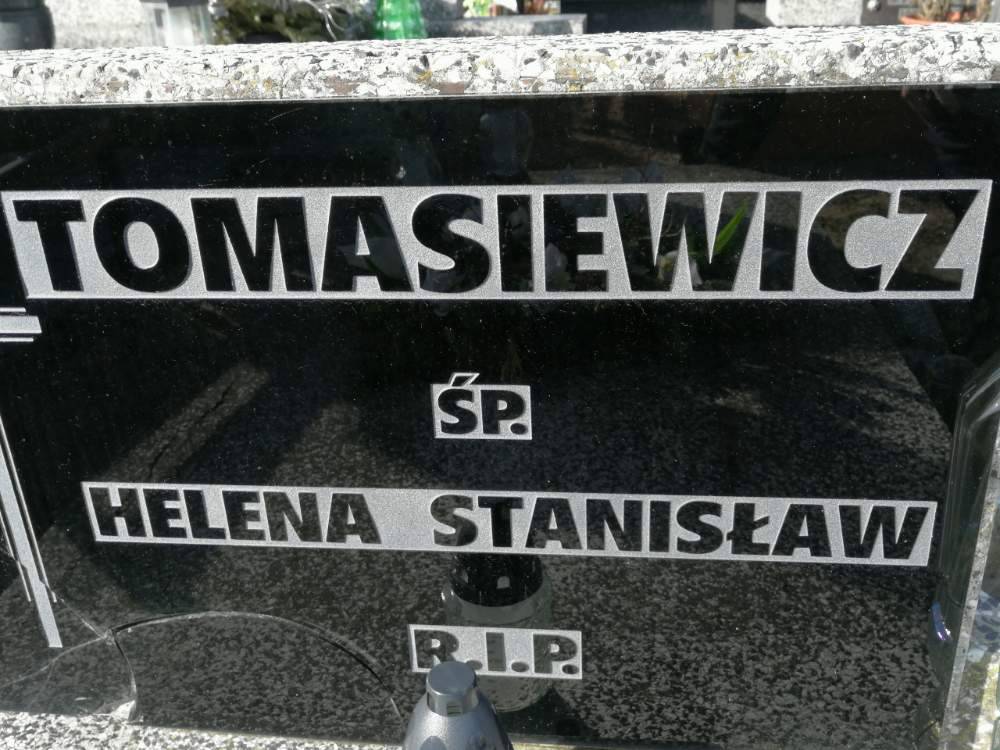 TOMASIEWICZ
ŚP.
HELENA STANISŁAW
R.I.P.